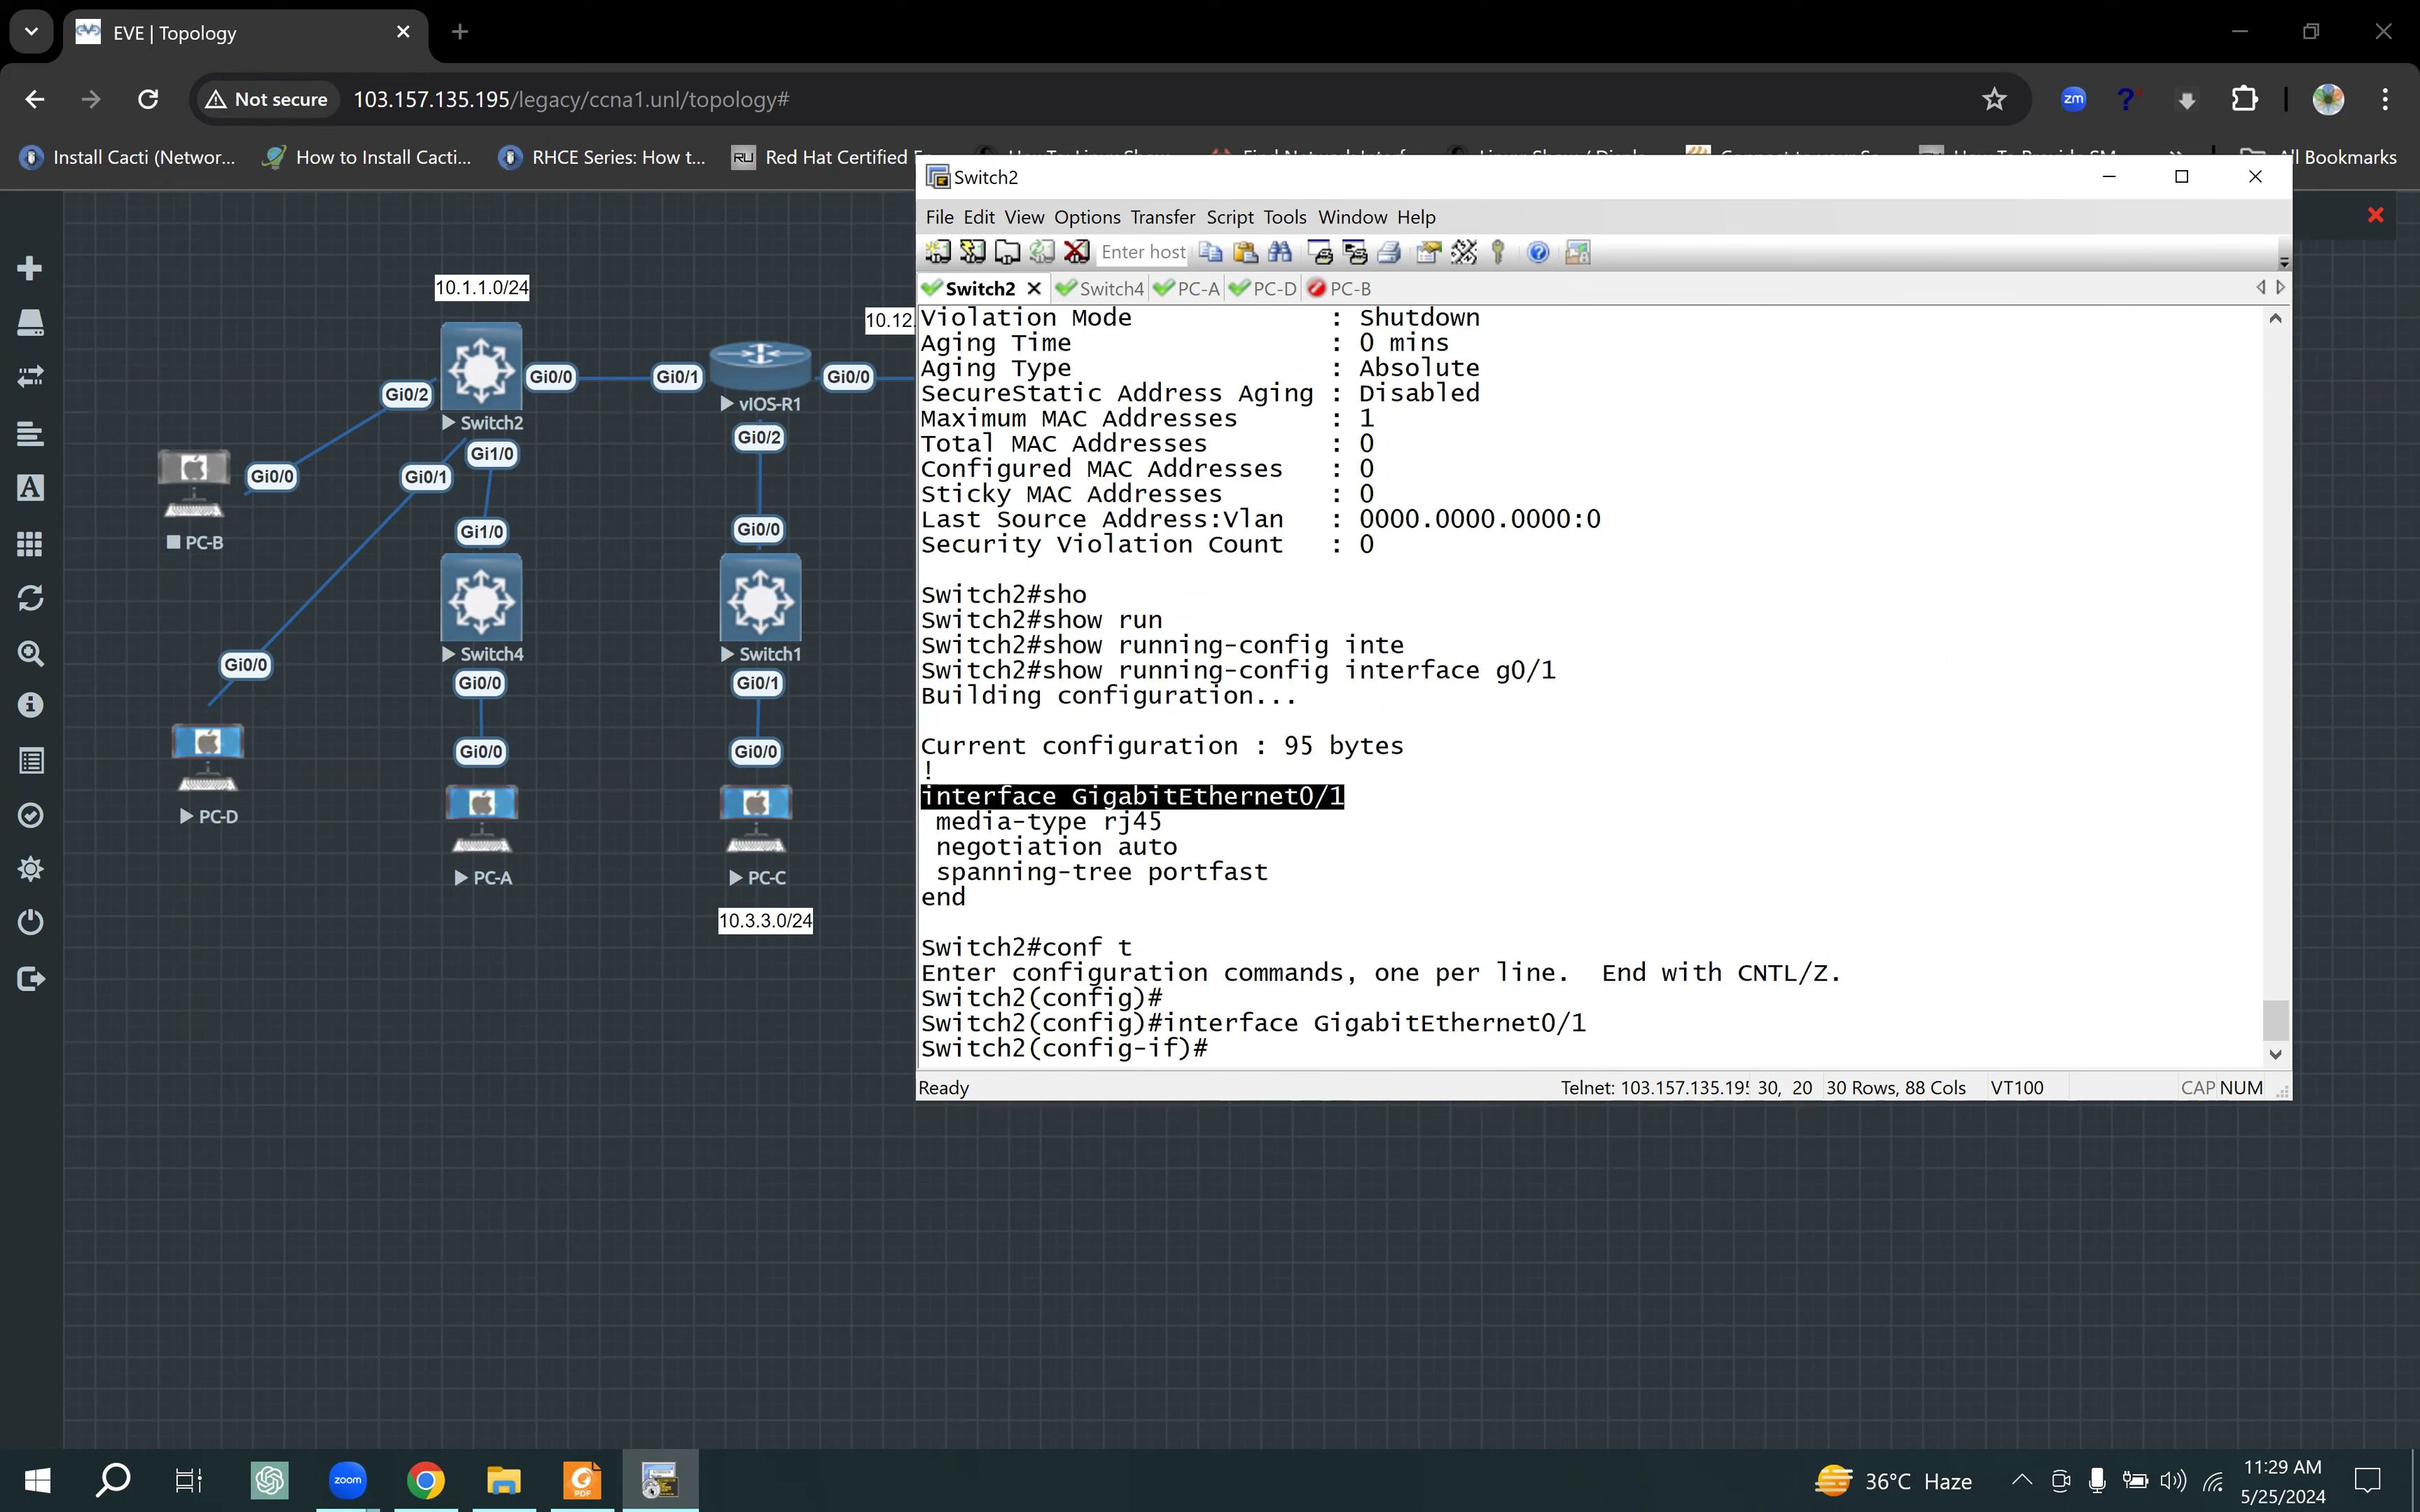 EVE | Topology
Not secure
103.157.135.195/legacy/ccna1.unl/topology#
zm
Install Cacti (Networ...
How to Install Cacti...
RHCE Series: How t...
RU
Red Hat Certified
All Bookmarks
10.1.1.0/24
10.12.
Gi0/2
Switch2
Gi0/0
Gi0/1
vIOS-R1
Gi0/0
Gi0/2
Gi1/0
Gi0/1
Gi0/0
PC-B
Gi1/0
Gi0/0
Switch4
Switch1
Gi0/0
Gi0/0
Gi0/1
PC-D
Gi0/0
Gi0/0
PC-A
PC-C
10.3.3.0/24
Switch2
File Edit View Options Transfer Script Tools Window Help
Enter host
Switch2
Switch4
PC-A
PC-D
PC-B
Violation Mode : Shutdown
Aging Time : 0 mins
Aging Type : Absolute
SecureStatic Address Aging : Disabled
Maximum MAC Addresses : 1
Total MAC Addresses : 0
Configured MAC Addresses : 0
Sticky MAC Addresses : 0
Last Source Address:Vlan : 0000.0000.0000:0
Security Violation Count : 0
Switch2#sho
Switch2#show run
Switch2#show running-config inte
Switch2#show running-config interface g0/1
Building configuration...
Current configuration : 95 bytes
!
interface GigabitEthernet0/1
media-type rj45
negotiation auto
spanning-tree portfast
end
Switch2#conf t
Enter configuration commands, one per line. End with CNTL/Z.
Switch2(config)#
Switch2(config)#interface GigabitEthernet0/1
Switch2(config-if)#
Ready
Telnet: 103.157.135.195
30, 20
30 Rows, 88 Cols
VT100
CAP NUM
zoom
PDF
36°C Haze
11:29 AM
5/25/2024